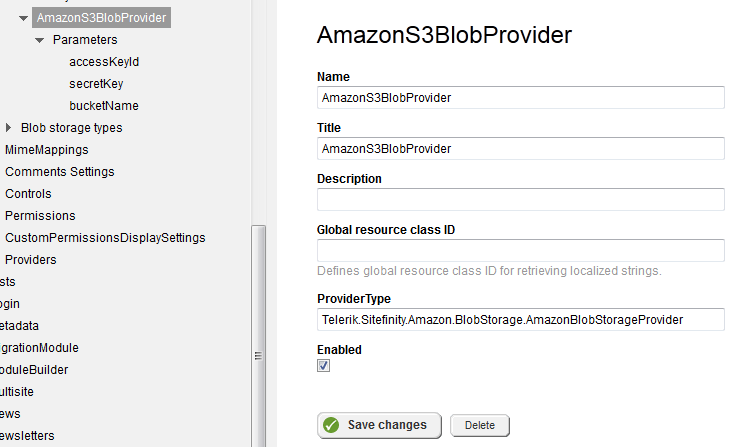 AmazonS3BlobProvider
Parameters
accessKeyId
secretKey
bucketName
Blob storage types
MimeMappings
Comments Settings
Controls
Permissions
CustomPermissionsDisplaySettings
Providers
sts
ogin
etadata
igrationModule
oduleBuilder
ultisite
ews
ewsletters
AmazonS3BlobProvider
Name
AmazonS3BlobProvider
Title
AmazonS3BlobProvider
Description
Global resource class ID
Defines global resource class ID for retrieving localized strings.
ProviderType
Telerik.Sitefinity.Amazon.BlobStorage.AmazonBlobStorageProvider
Enabled
Save changes
Delete